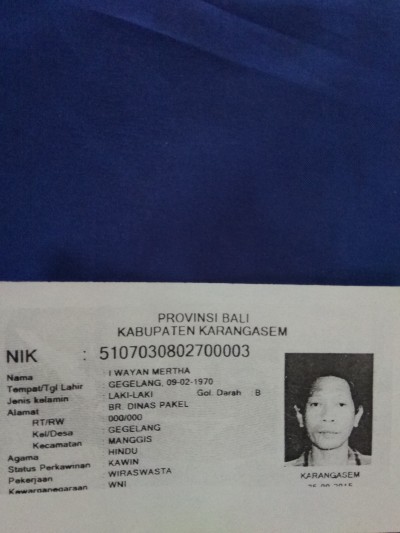 PROVINSI BALI
KABUPATEN KARANGASEM
NIK : 5107030802700003
Nama : I WAYAN MERTHA
Tempat/Tgl Lahir : GEGELANG, 09-02-1970
Jenis kelamin : LAKI-LAKI Gol. Darah : B
Alamat : BR. DINAS PAKEL
RT/RW : 000/000
Kel/Desa : GEGELANG
Kecamatan : MANGGIS
Agama : HINDU
Status Perkawinan : KAWIN
Pekerjaan : WIRASWASTA
Kewarganegaraan : WNI
KARANGASEM